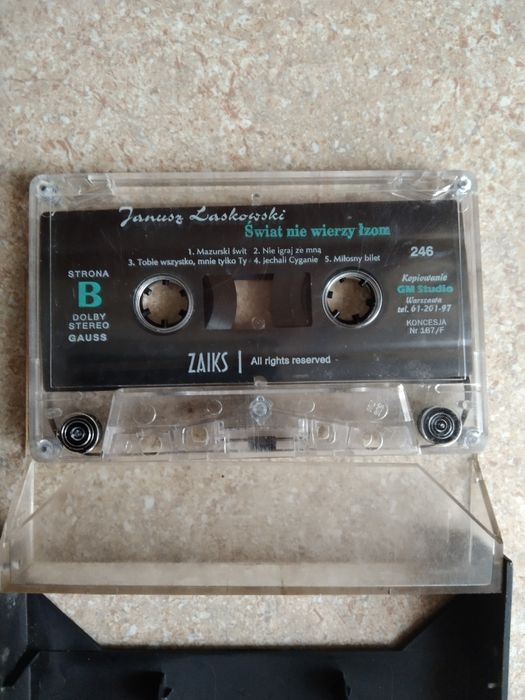 Janusz Laskowski
Świat nie wierzy łzom
1. Mazurski świt 2. Nie igraj ze mną
3. Tobie wszystko, mnie tylko Ty 4. Jechali Cyganie 5. Miłosny bilet
246
STRONA
B
DOLBY
STEREO
GAUSS
Kopiowanie
GM Studio
Warszawa
tel. 61-201-97
KONCESJA
Nr 167/F
ZAIKS | All rights reserved